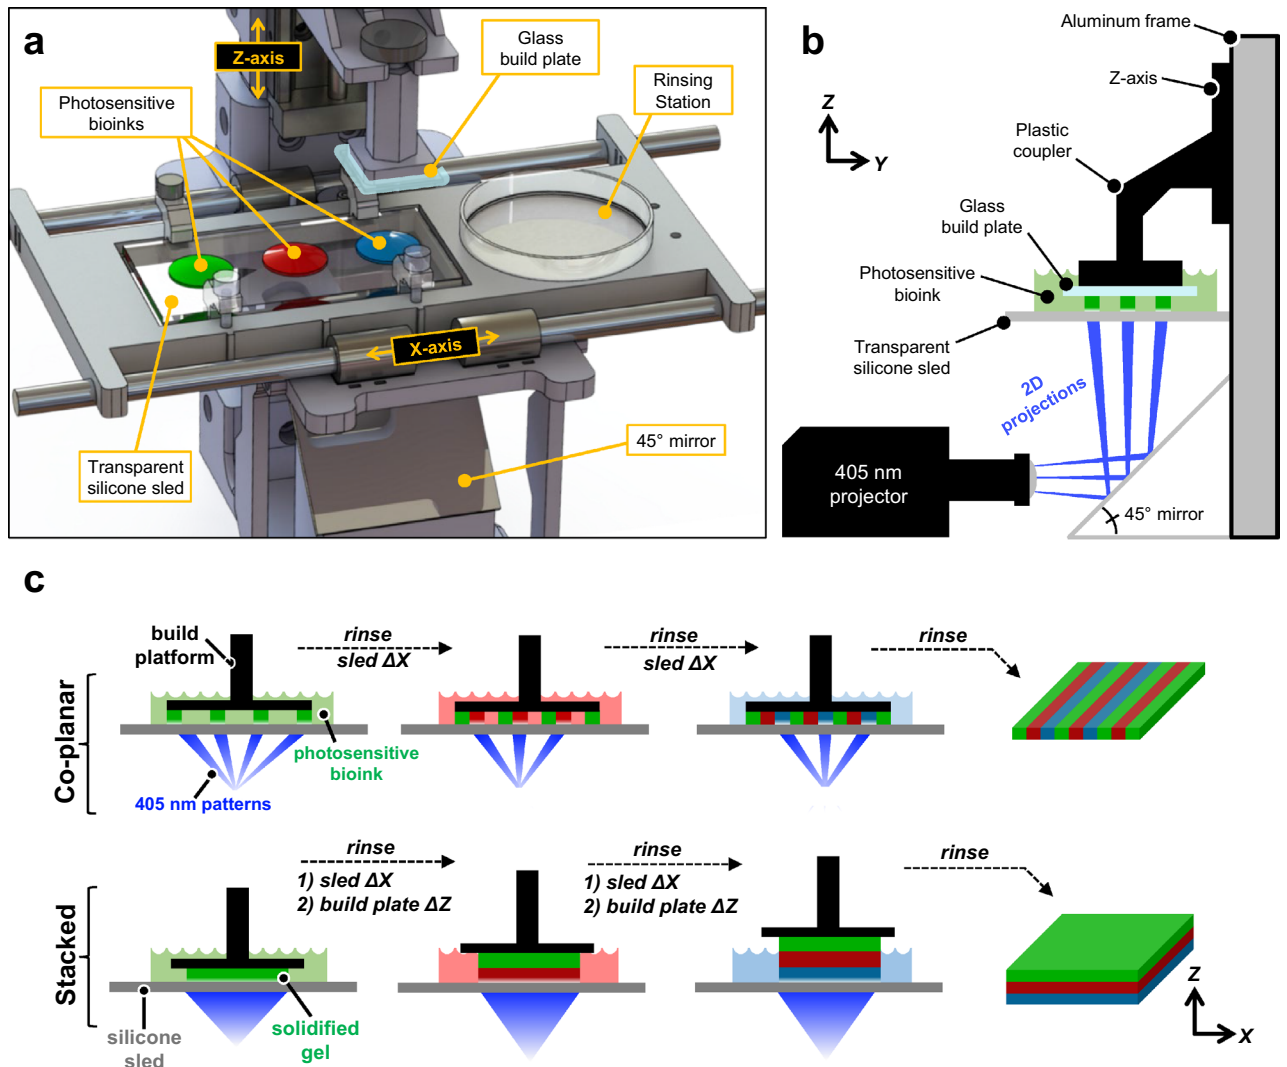 a
Z-axis
Glass
build plate
Rinsing
Station
Photosensitive
bioinks
X-axis
Transparent
silicone sled
45° mirror
b
Aluminum frame
Z-axis
Z
Y
Plastic
coupler
Glass
build plate
Photosensitive
bioink
Transparent
silicone sled
2D
projections
405 nm
projector
45° mirror
c
Co-planar
build
platform
rinse
sled ΔX
rinse
sled ΔX
rinse
photosensitive
bioink
405 nm patterns
Stacked
rinse
1) sled ΔX
2) build plate ΔZ
rinse
1) sled ΔX
2) build plate ΔZ
rinse
silicone
sled
solidified
gel
Z
X